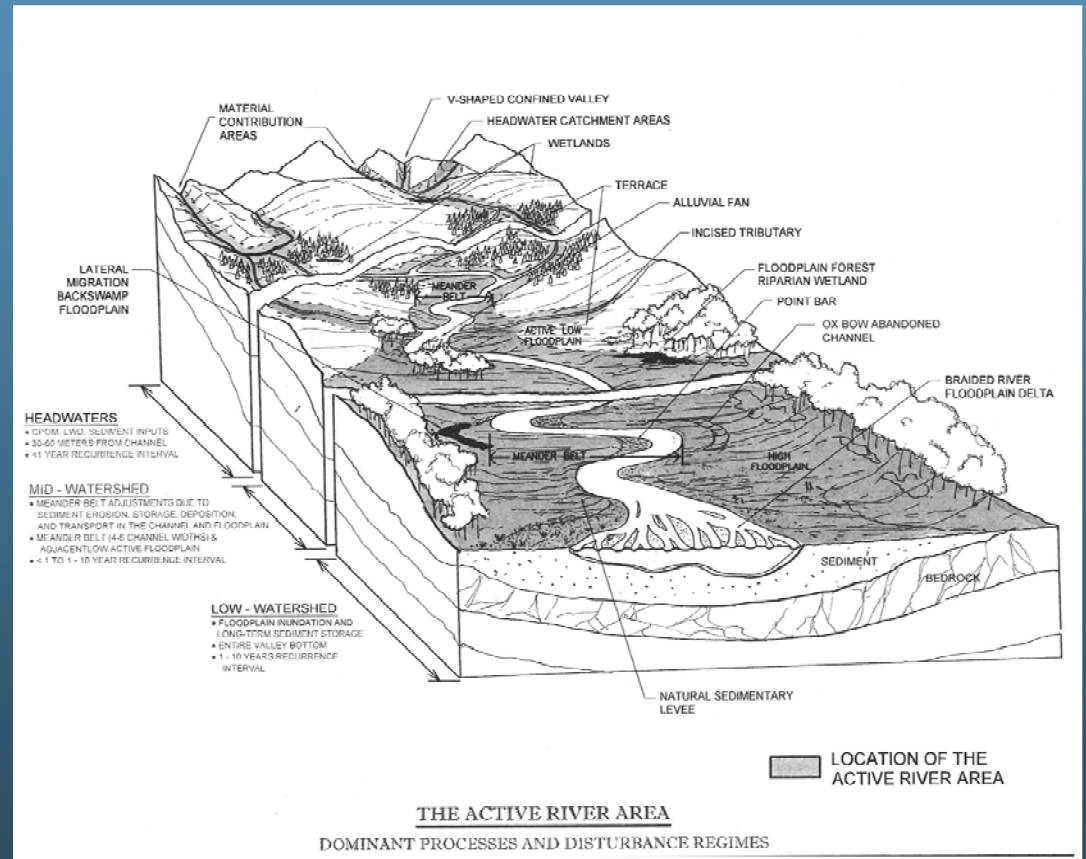 MATERIAL
CONTRIBUTION
AREAS
V-SHAPED CONFINED VALLEY
HEADWATER CATCHMENT AREAS
WETLANDS
TERRACE
ALLUVIAL FAN
INCISED TRIBUTARY
FLOODPLAIN FOREST
RIPARIAN WETLAND
POINT BAR
OX BOW ABANDONED
CHANNEL
BRAIDED RIVER
FLOODPLAIN DELTA
LATERAL
MIGRATION
BACKSWAMP
FLOODPLAIN
MEANDER
BELT
ACTIVE LOW
FLOODPLAIN
MEANDER BELT
HIGH
FLOODPLAIN
SEDIMENT
BEDROCK
HEADWATERS
• CPOM, LWD, SEDIMENT INPUTS
• 30-60 METERS FROM CHANNEL
• <1 YEAR RECURRENCE INTERVAL
MID - WATERSHED
• MEANDER BELT ADJUSTMENTS DUE TO
SEDIMENT EROSION, STORAGE, DEPOSITION,
AND TRANSPORT IN THE CHANNEL AND FLOODPLAIN
• MEANDER BELT (4-6 CHANNEL WIDTHS) &
ADJACENTLOW ACTIVE FLOODPLAIN
• < 1 TO 1 - 10 YEAR RECURRENCE INTERVAL
LOW - WATERSHED
• FLOODPLAIN INUNDATION AND
LONG-TERM SEDIMENT STORAGE
• ENTIRE VALLEY BOTTOM
• 1 - 10 YEARS RECURRENCE
INTERVAL
NATURAL SEDIMENTARY
LEVEE
LOCATION OF THE
ACTIVE RIVER AREA
THE ACTIVE RIVER AREA
DOMINANT PROCESSES AND DISTURBANCE REGIMES